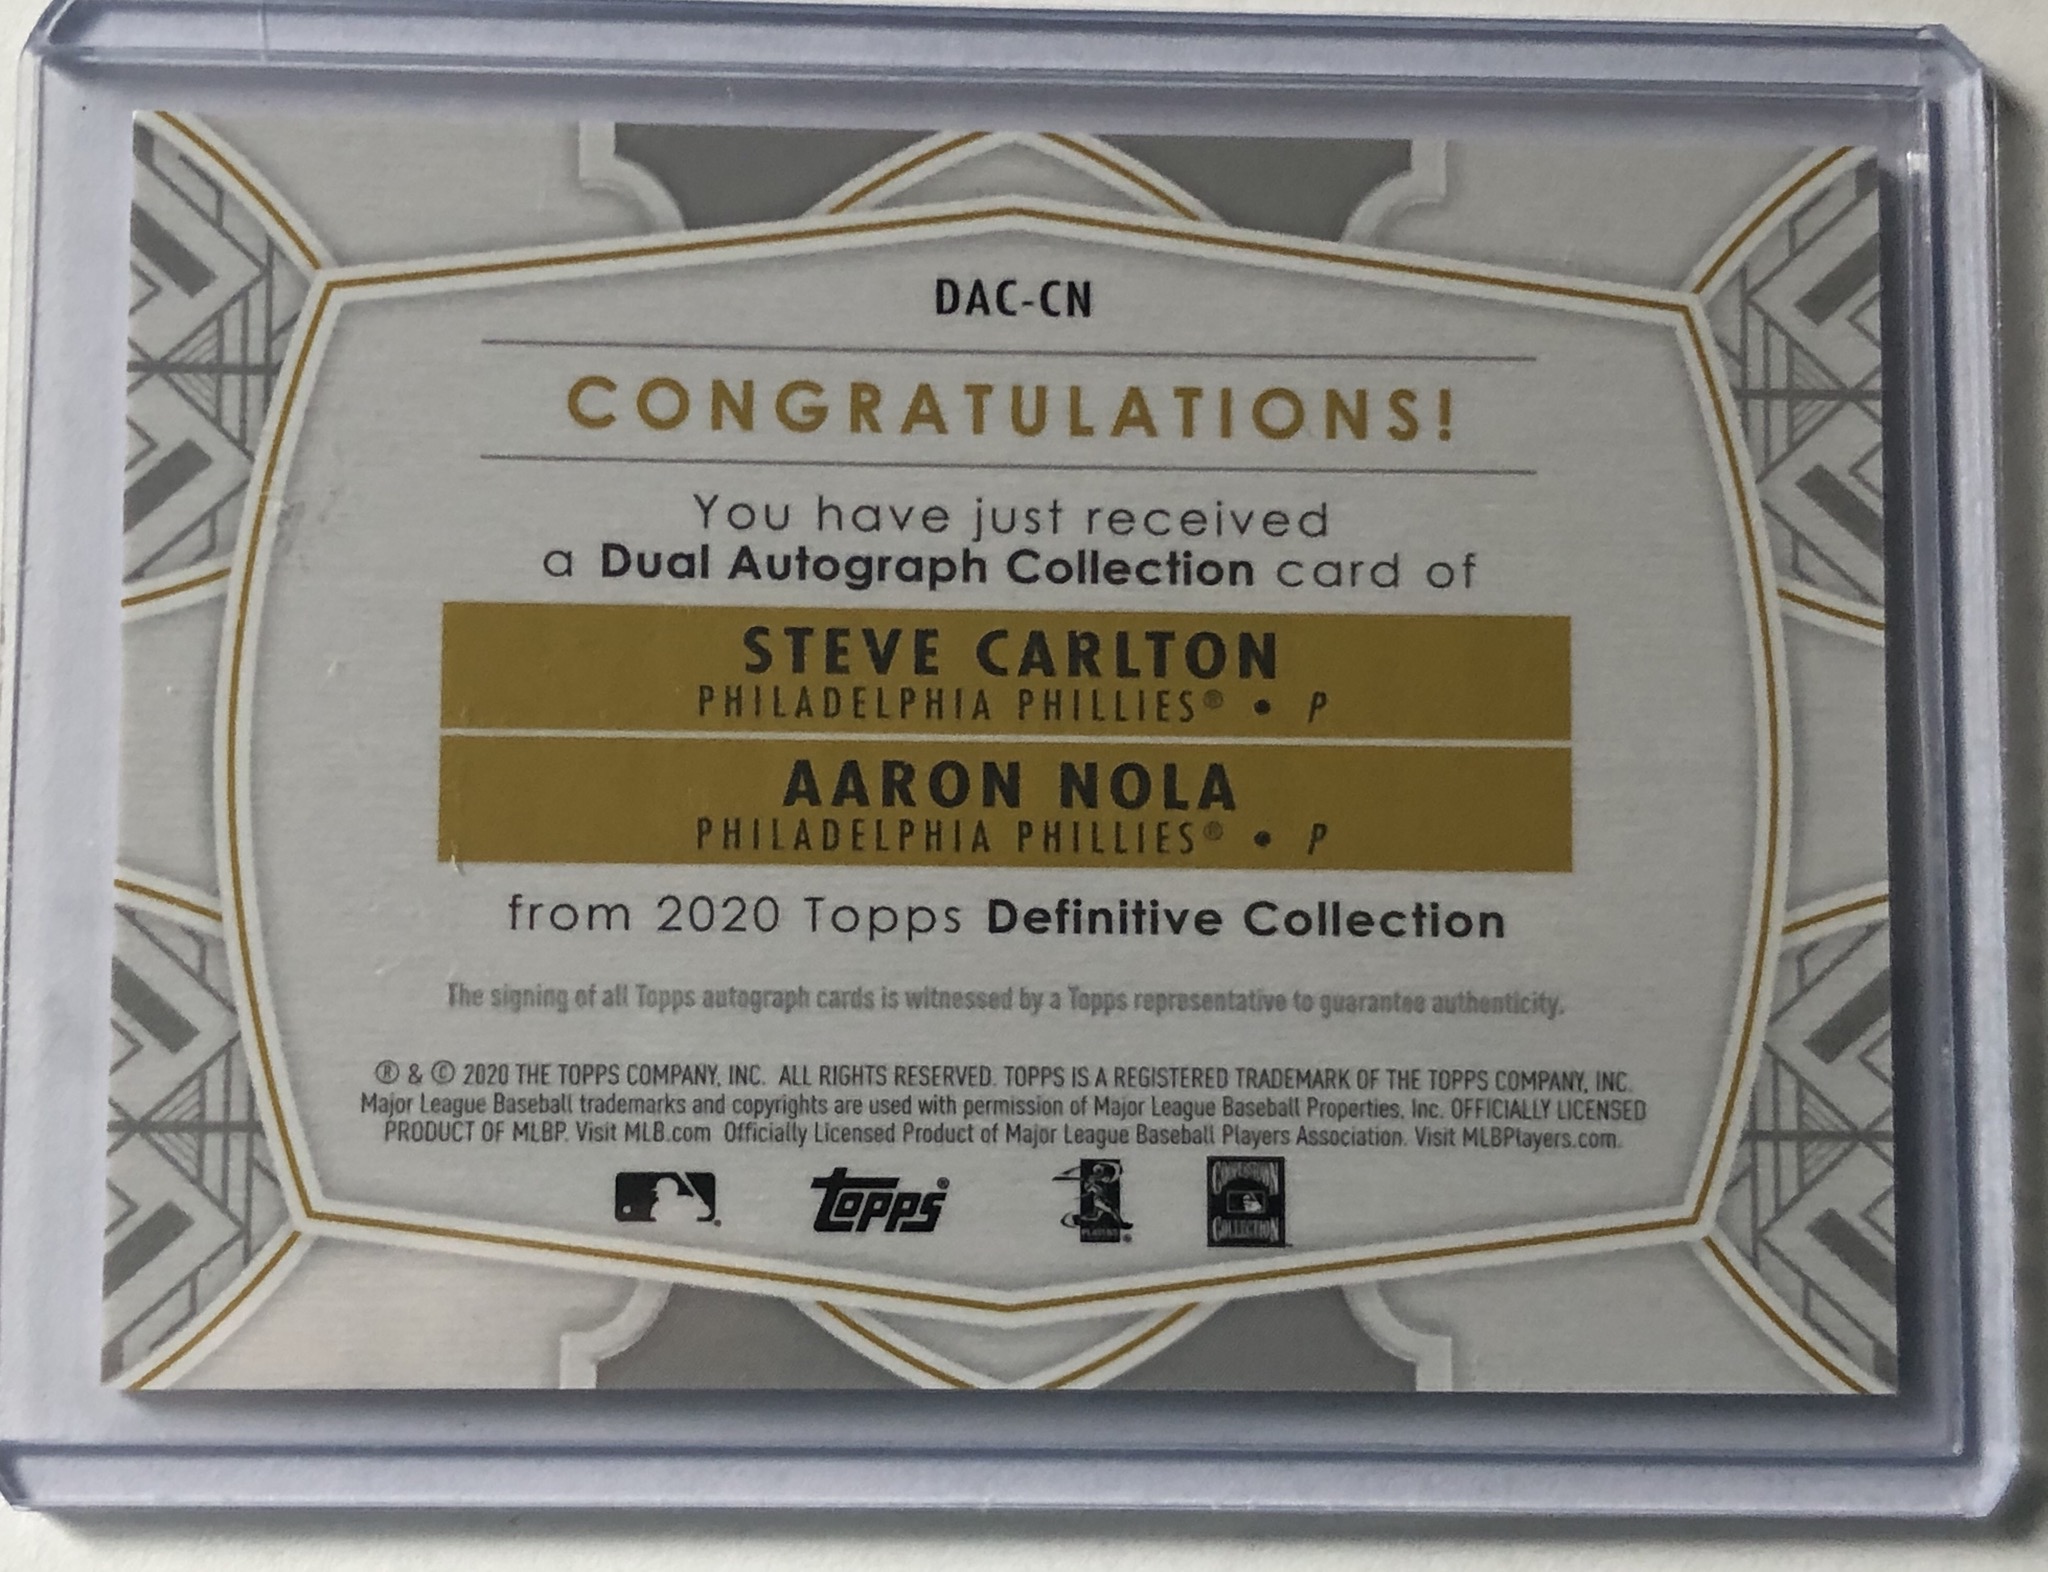 DAC-CN
CONGRATULATIONS!
You have just received
a Dual Autograph Collection card of
STEVE CARLTON
PHILADELPHIA PHILLIES® • P
AARON NOLA
PHILADELPHIA PHILLIES® • P
from 2020 Topps Definitive Collection
The signing of all Topps autograph cards is witnessed by a Topps representative to guarantee authenticity.
® & © 2020 THE TOPPS COMPANY, INC. ALL RIGHTS RESERVED. TOPPS IS A REGISTERED TRADEMARK OF THE TOPPS COMPANY, INC.
Major League Baseball trademarks and copyrights are used with permission of Major League Baseball Properties, Inc. OFFICIALLY LICENSED
PRODUCT OF MLBP. Visit MLB.com Officially Licensed Product of Major League Baseball Players Association. Visit MLBPlayers.com.
Topps®
PLAYERS®
COOPERSTOWN
COLLECTION